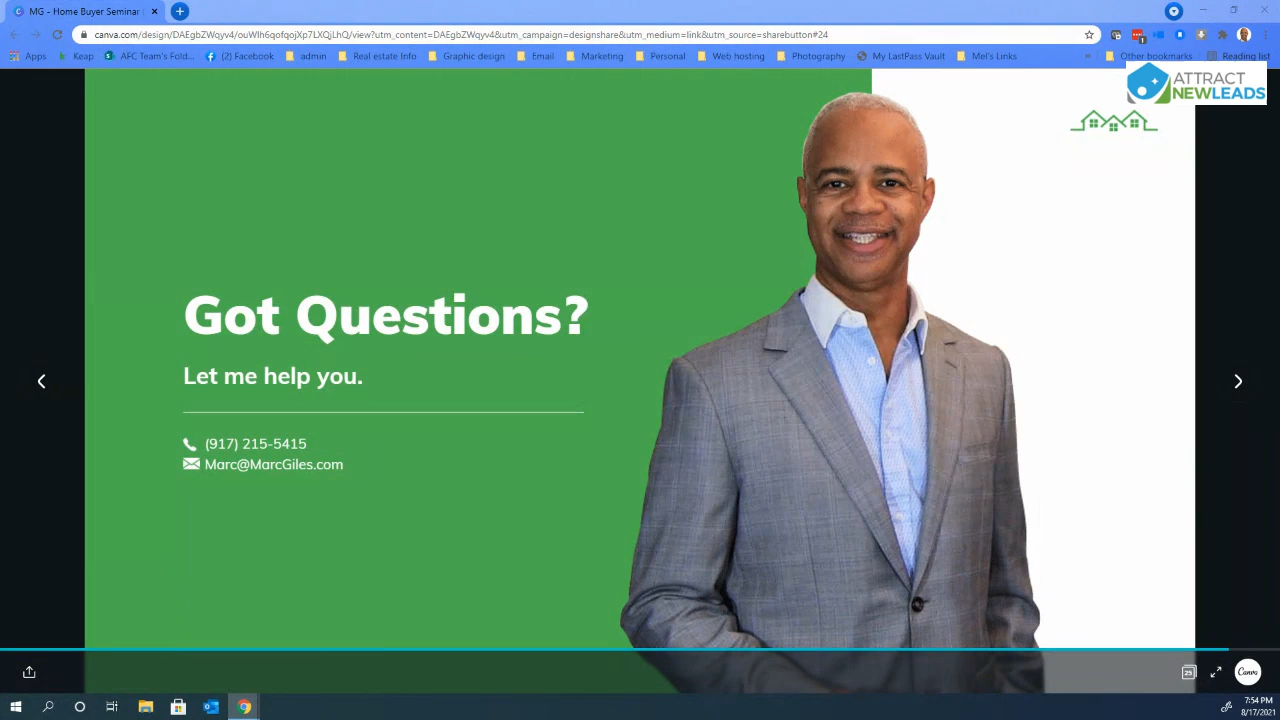 MG - Home Buyer Seminar
canva.com/design/DAEgbZWqyv4/ouWIh6qofqojXp7LXQjLhQ/view?utm_content=DAEgbZWqyv4&utm_campaign=designshare&utm_medium=link&utm_source=sharebutton#24
Apps Keap AFC Team's Fold... (2) Facebook admin Real estate Info Graphic design Email Marketing Personal Web hosting Photography My LastPass Vault Mel's Links Other bookmarks Reading list
ATTRACT
NEWLEADS
Got Questions?
Let me help you.
(917) 215-5415
Marc@MarcGiles.com
25
Canva
7:54 PM
8/17/2021